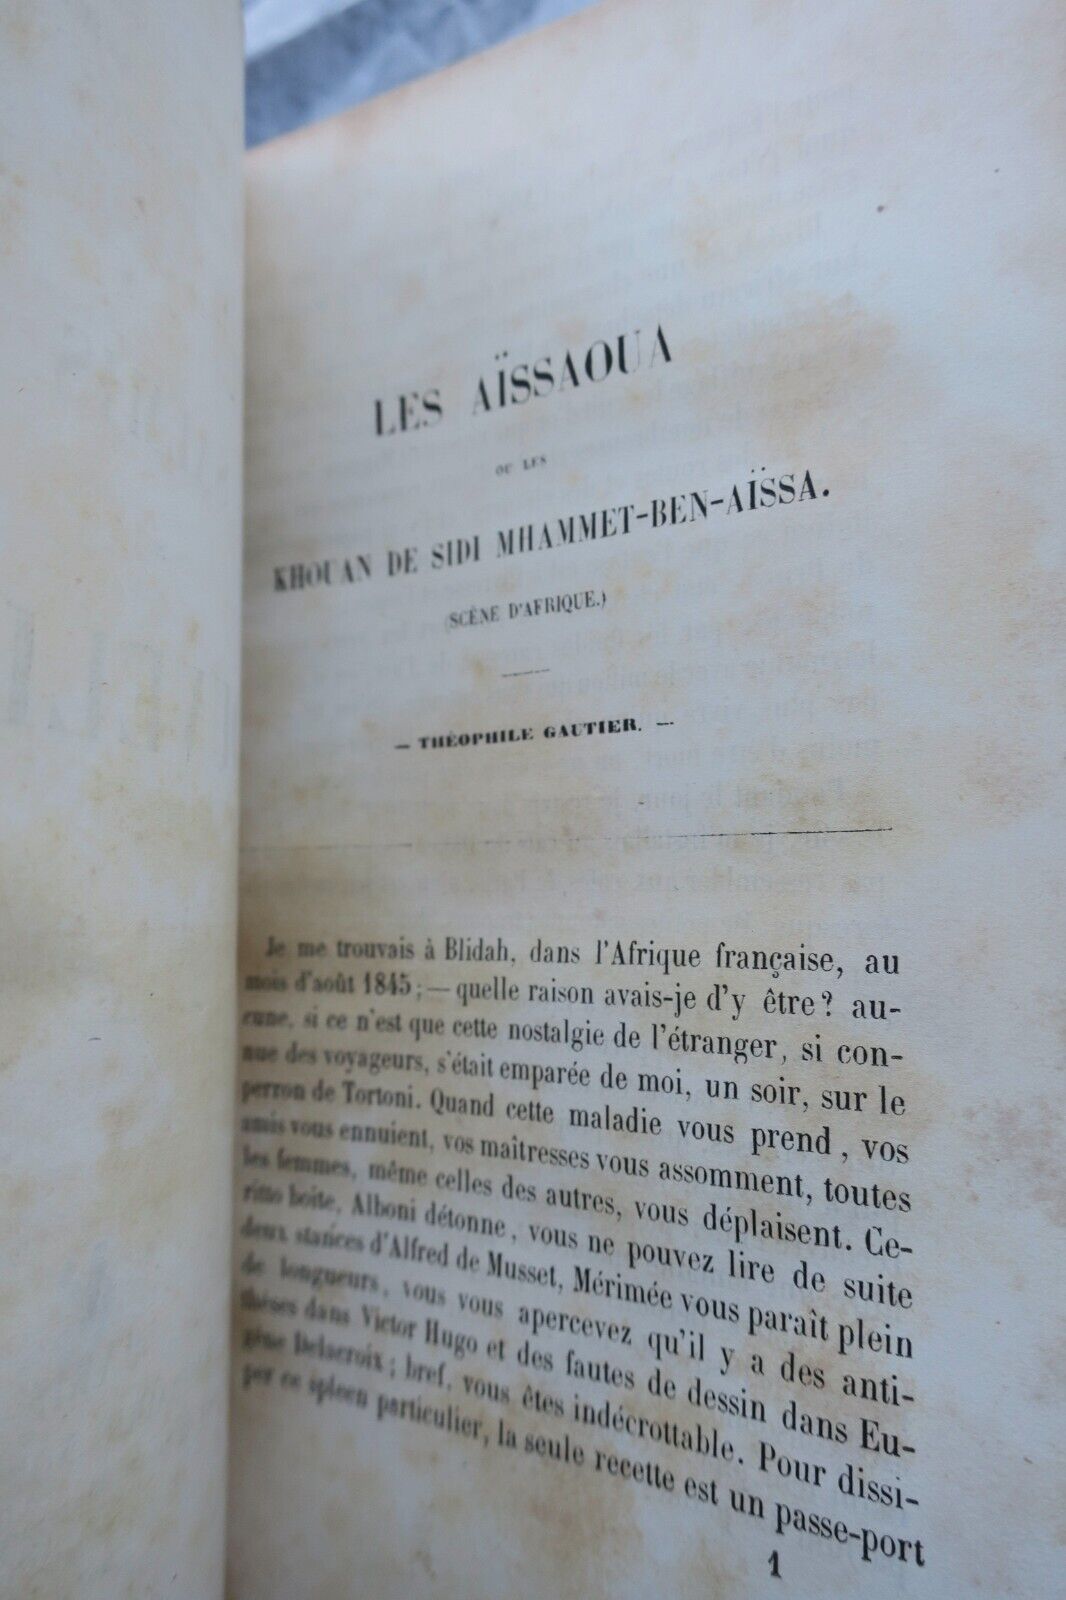 LES AÏSSAOUA
OU LES
KHOUAN DE SIDI MHAMMET-BEN-AÏSSA.
(SCÈNE D'AFRIQUE.)
— THÉOPHILE GAUTIER. —
Je me trouvais à Blidah, dans l'Afrique française, au
mois d'août 1845; — quelle raison avais-je d'y être? au-
cune, si ce n'est que cette nostalgie de l'étranger, si con-
nue des voyageurs, s'était emparée de moi, un soir, sur le
perron de Tortoni. Quand cette maladie vous prend, vos
amis vous ennuient, vos maîtresses vous assomment, toutes
les femmes, même celles des autres, vous déplaisent. Ce-
rito boite, Alboni détonne, vous ne pouvez lire de suite
deux stances d'Alfred de Musset, Mérimée vous paraît plein
de longueurs, vous vous apercevez qu'il y a des anti-
thèses dans Victor Hugo et des fautes de dessin dans Eu-
gène Delacroix; bref, vous êtes indécrottable. Pour dissi-
per ce spleen particulier, la seule recette est un passe-port
1